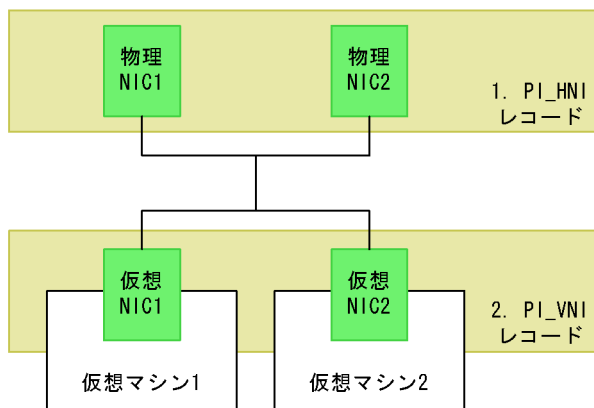 物理
NIC1
物理
NIC2
1. PI_HNI
レコード
仮想
NIC1
仮想
NIC2
2. PI_VNI
レコード
仮想マシン1
仮想マシン2